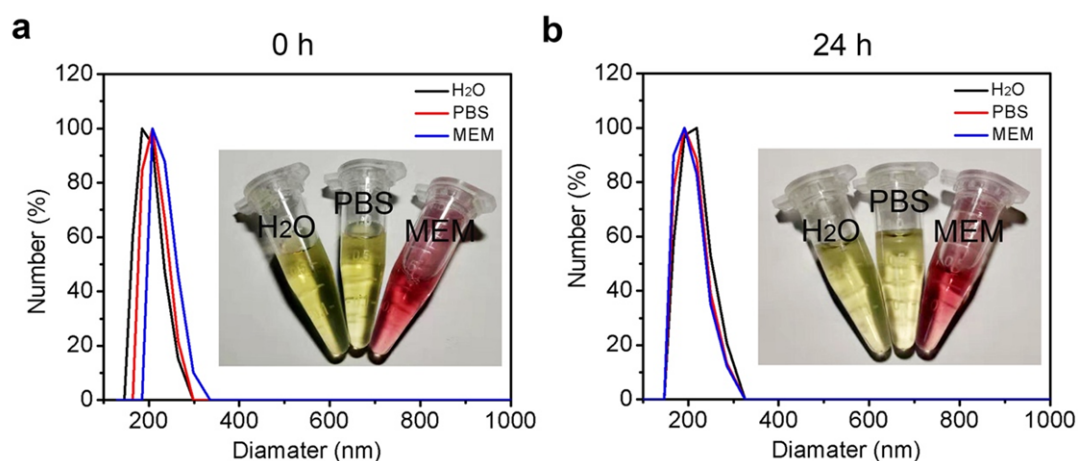 a
0 h
120
100
80
60
40
20
0
Number (%)
200
400
600
800
1000
Diamater (nm)
H2O
PBS
MEM
H2O
PBS
MEM
b
24 h
120
100
80
60
40
20
0
Number (%)
200
400
600
800
1000
Diamater (nm)
H2O
PBS
MEM
H2O
PBS
MEM